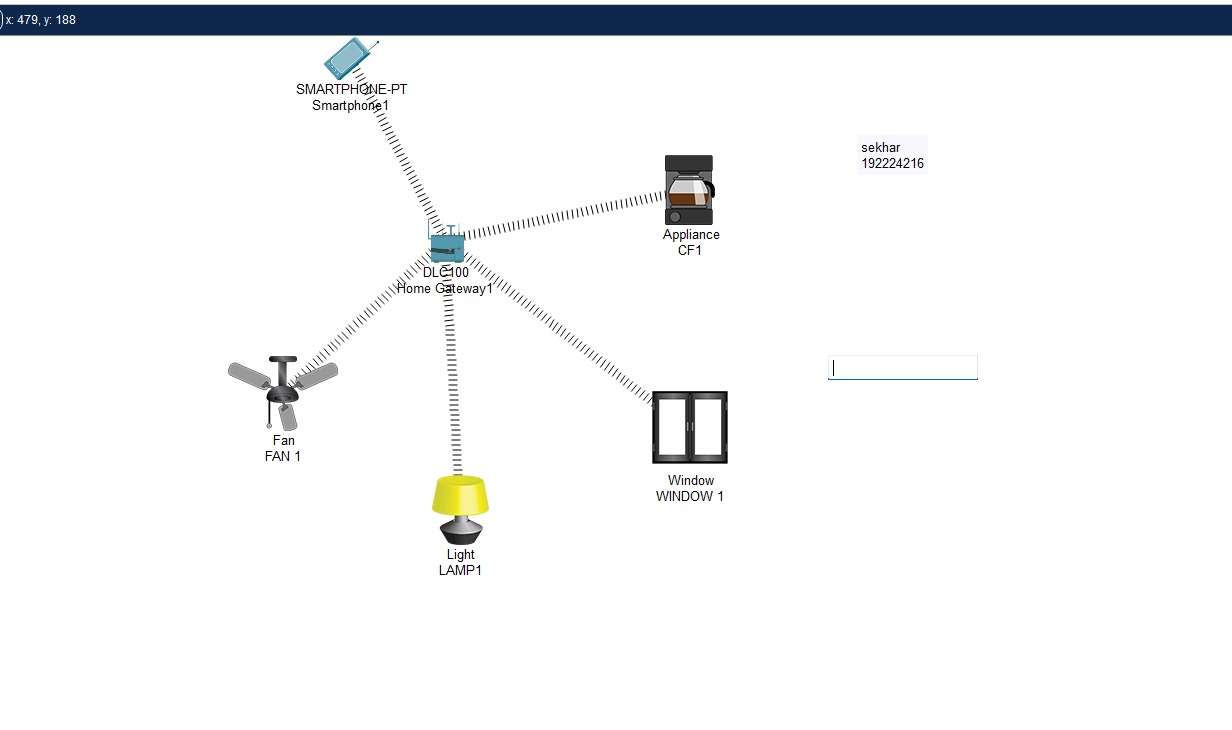 x: 479, y: 188
SMARTPHONE-PT
Smartphone1
sekhar
192224216
Appliance
CF1
DLC100
Home Gateway1
Fan
FAN 1
Window
WINDOW 1
Light
LAMP1